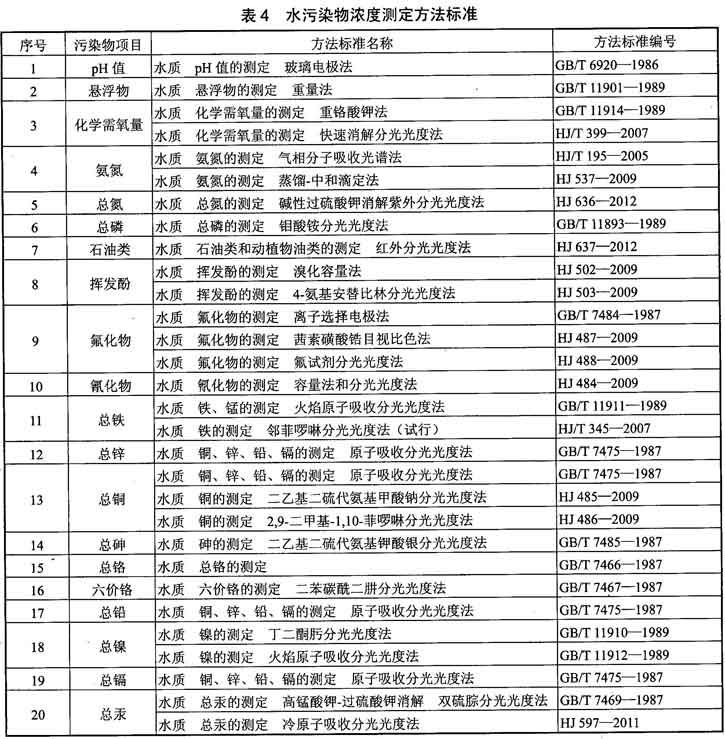 表4 水污染物浓度测定方法标准
序号 污染物项目 方法标准名称 方法标准编号
1 pH 值 水质 pH 值的测定 玻璃电极法 GB/T 6920—1986
2 悬浮物 水质 悬浮物的测定 重量法 GB/T 11901—1989
3 化学需氧量 水质 化学需氧量的测定 重铬酸钾法 GB/T 11914—1989
水质 化学需氧量的测定 快速消解分光光度法 HJ/T 399—2007
4 氨氮 水质 氨氮的测定 气相分子吸收光谱法 HJ/T 195—2005
水质 氨氮的测定 蒸馏-中和滴定法 HJ 537—2009
5 总氮 水质 总氮的测定 碱性过硫酸钾消解紫外分光光度法 HJ 636—2012
6 总磷 水质 总磷的测定 钼酸铵分光光度法 GB/T 11893—1989
7 石油类 水质 石油类和动植物油类的测定 红外分光光度法 HJ 637—2012
8 挥发酚 水质 挥发酚的测定 溴化容量法 HJ 502—2009
水质 挥发酚的测定 4-氨基安替比林分光光度法 HJ 503—2009
9 氟化物 水质 氟化物的测定 离子选择电极法 GB/T 7484—1987
水质 氟化物的测定 茜素磺酸锆目视比色法 HJ 487—2009
水质 氟化物的测定 氟试剂分光光度法 HJ 488—2009
10 氰化物 水质 氰化物的测定 容量法和分光光度法 HJ 484—2009
11 总铁 水质 铁、锰的测定 火焰原子吸收分光光度法 GB/T 11911—1989
水质 铁的测定 邻菲啰啉分光光度法（试行） HJ/T 345—2007
12 总锌 水质 铜、锌、铅、镉的测定 原子吸收分光光度法 GB/T 7475—1987
13 总铜 水质 铜、锌、铅、镉的测定 原子吸收分光光度法 GB/T 7475—1987
水质 铜的测定 二乙基二硫代氨基甲酸钠分光光度法 HJ 485—2009
水质 铜的测定 2,9-二甲基-1,10-菲啰啉分光光度法 HJ 486—2009
14 总砷 水质 砷的测定 二乙基二硫代氨基钾酸银分光光度法 GB/T 7485—1987
15 总铬 水质 总铬的测定 GB/T 7466—1987
16 六价铬 水质 六价铬的测定 二苯碳酰二肼分光光度法 GB/T 7467—1987
17 总铅 水质 铜、锌、铅、镉的测定 原子吸收分光光度法 GB/T 7475—1987
18 总镍 水质 镍的测定 丁二酮肟分光光度法 GB/T 11910—1989
水质 镍的测定 火焰原子吸收分光光度法 GB/T 11912—1989
19 总镉 水质 铜、锌、铅、镉的测定 原子吸收分光光度法 GB/T 7475—1987
20 总汞 水质 总汞的测定 高锰酸钾-过硫酸钾消解 双硫腙分光光度法 GB/T 7469—1987
水质 总汞的测定 冷原子吸收分光光度法 HJ 597—2011